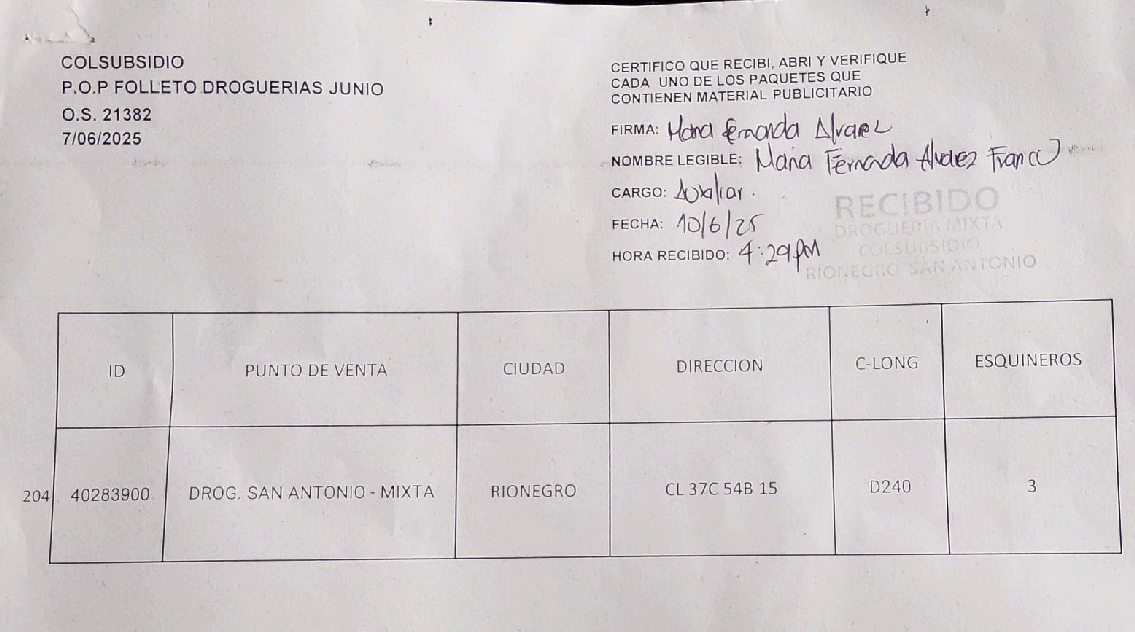 COLSUBSIDIO
P.O.P FOLLETO DROGUERIAS JUNIO
O.S. 21382
7/06/2025
CERTIFICO QUE RECIBI, ABRI Y VERIFIQUE
CADA UNO DE LOS PAQUETES QUE
CONTIENEN MATERIAL PUBLICITARIO
FIRMA: Maria Fernanda Alvarez
NOMBRE LEGIBLE: Maria Fernanda Alvarez Franco
CARGO: Auxiliar.
FECHA: 10/6/25
HORA RECIBIDO: 4:29 PM
RECIBIDO
DROGUERIA MIXTA
COLSUBSIDIO
RIONEGRO SAN ANTONIO
ID PUNTO DE VENTA CIUDAD DIRECCION C-LONG ESQUINEROS
204 40283900 DROG. SAN ANTONIO - MIXTA RIONEGRO CL 37C 54B 15 D240 3